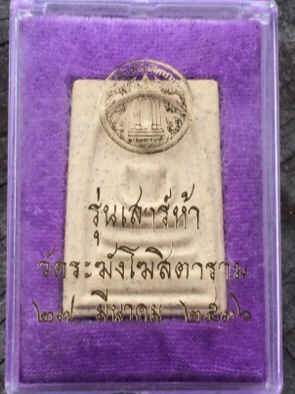 รุ่นเสาร์ห้า
วัดระฆังโฆสิตาราม
๒๗ มีนาคม ๒๕๓๖